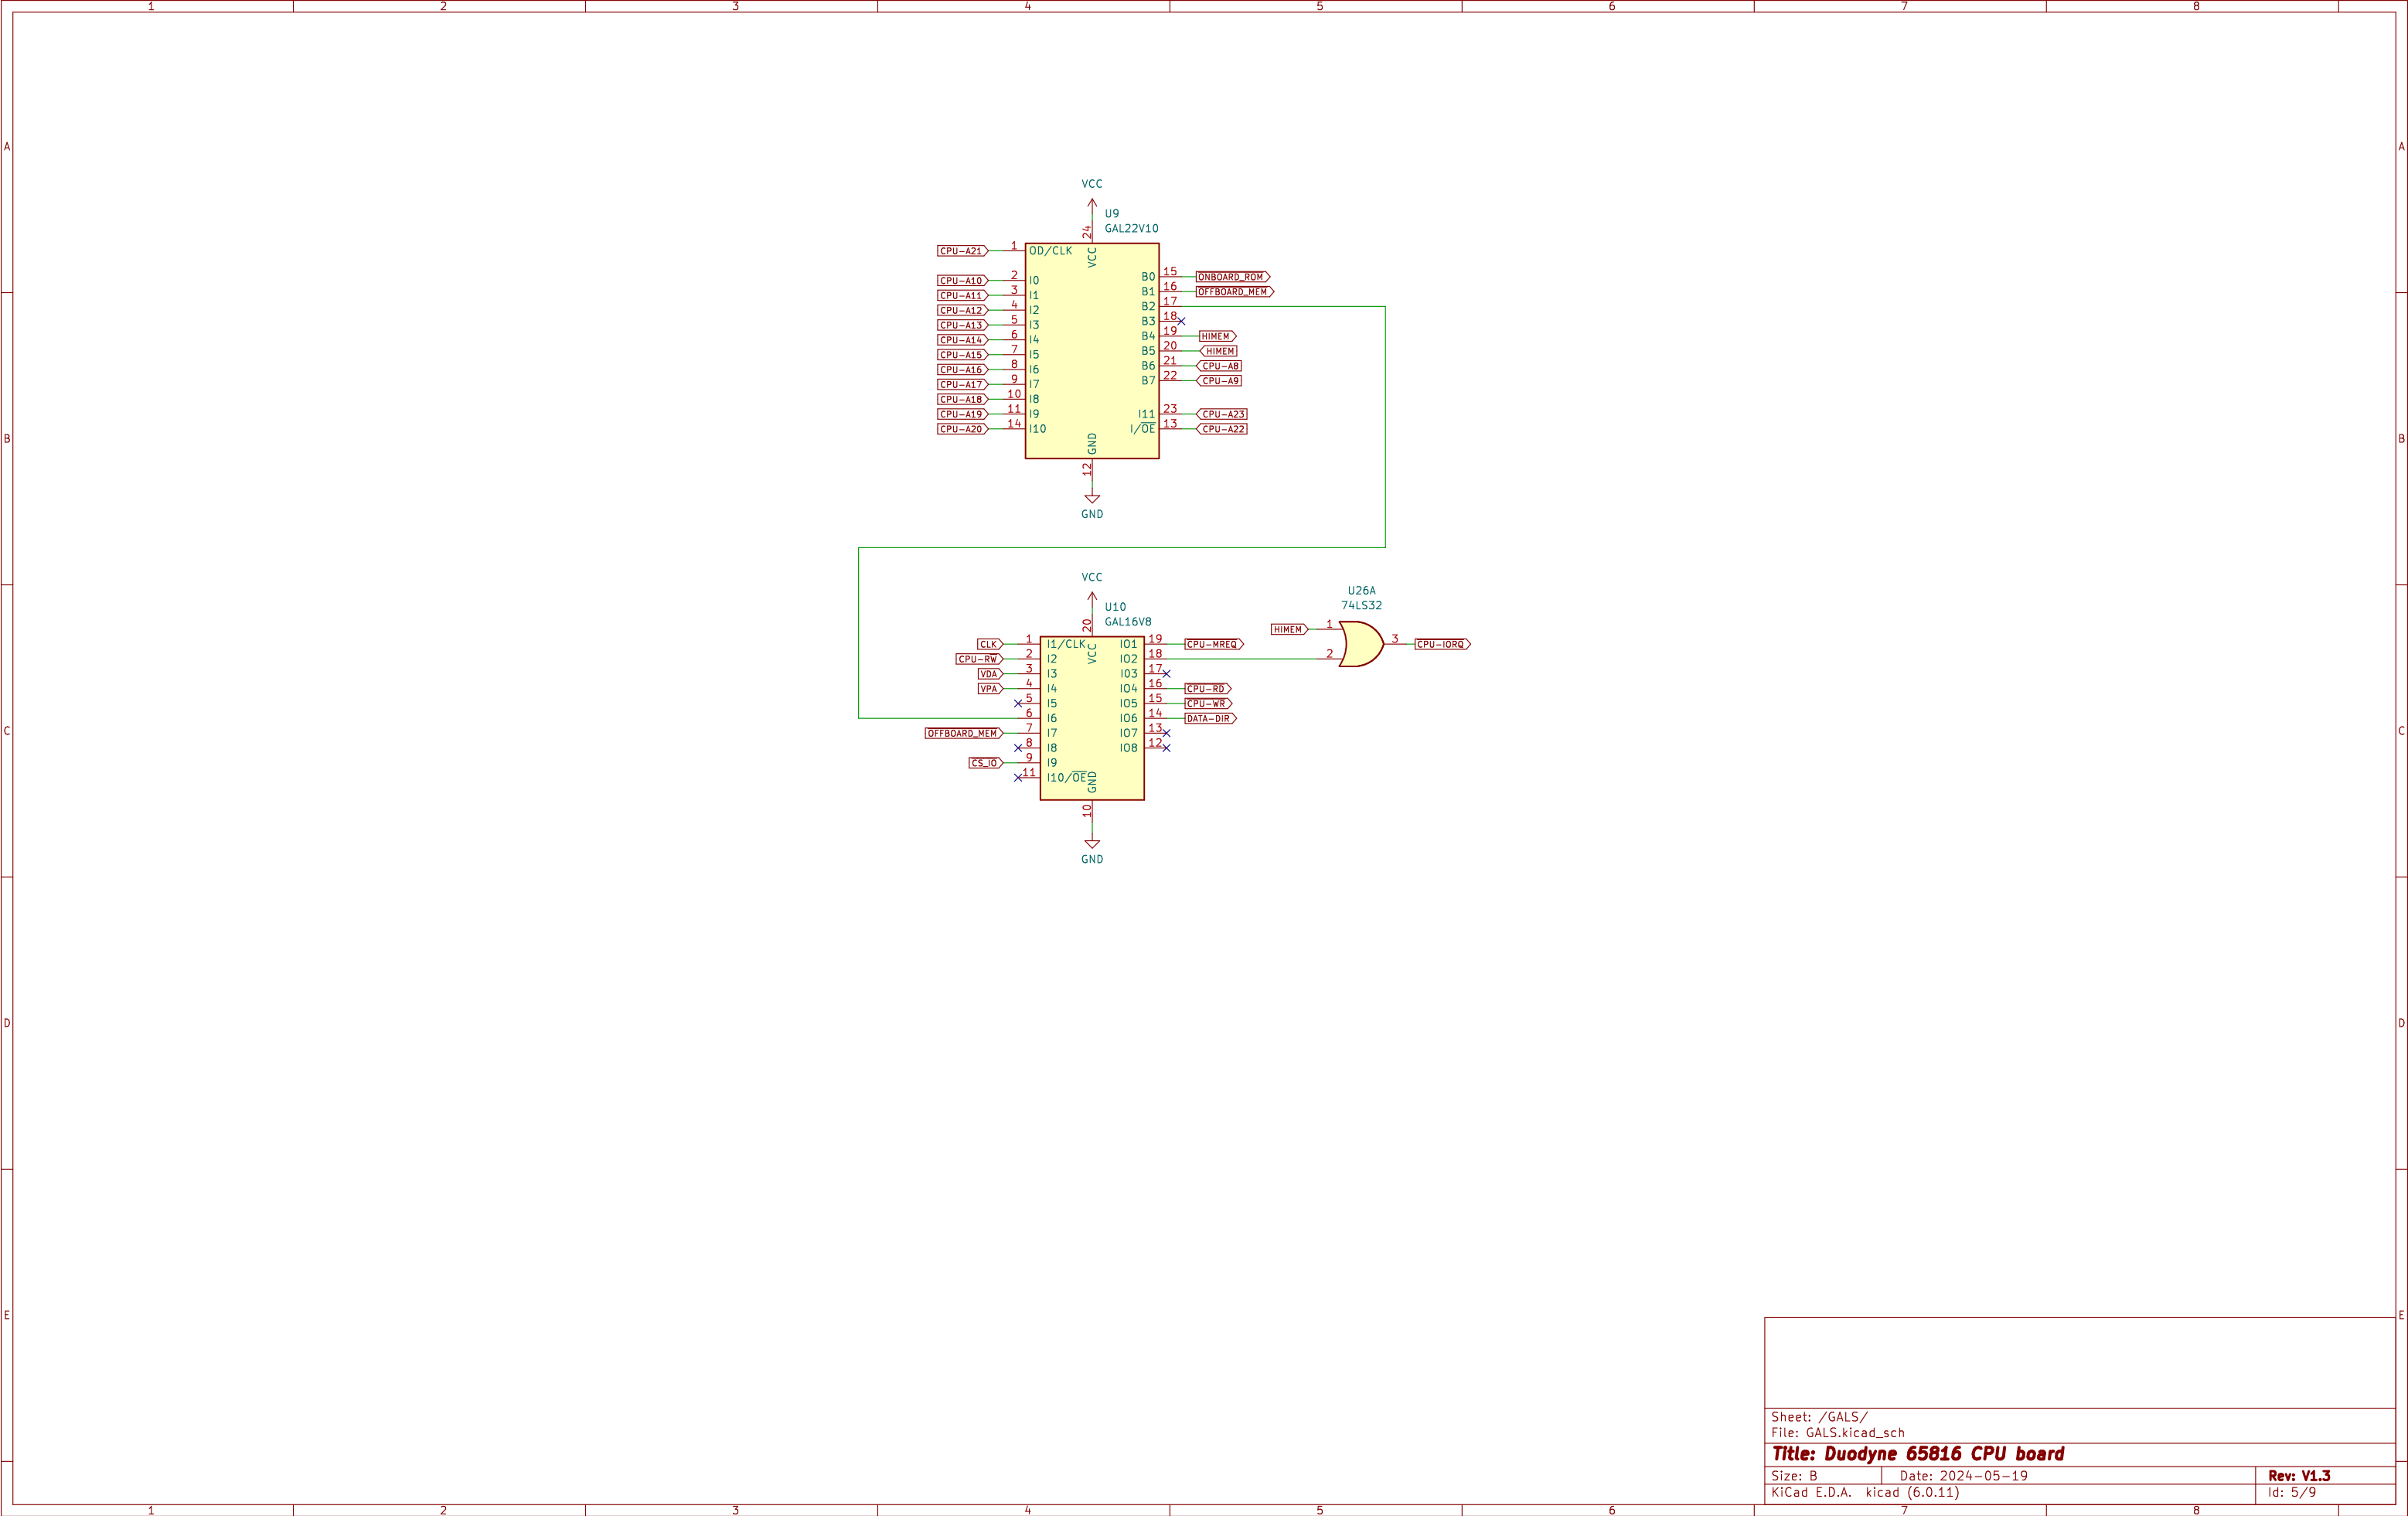 1 2 3 4 5 6 7 8
A A
VCC
U9
GAL22V10
24
VCC
CPU-A21 1 OD/CLK
CPU-A10 2 I0
CPU-A11 3 I1
CPU-A12 4 I2
CPU-A13 5 I3
CPU-A14 6 I4
CPU-A15 7 I5
CPU-A16 8 I6
CPU-A17 9 I7
CPU-A18 10 I8
CPU-A19 11 I9
CPU-A20 14 I10
B0 15 ONBOARD_ROM
B1 16 OFFBOARD_MEM
B2 17
B3 18
B4 19 HIMEM
B5 20 HIMEM
B6 21 CPU-A8
B7 22 CPU-A9
I11 23 CPU-A23
I/OE 13 CPU-A22
GND
12
GND
B B
VCC
U10
GAL16V8
20
VCC
CLK 1 I1/CLK
CPU-RW 2 I2
VDA 3 I3
VPA 4 I4
5 I5
6 I6
OFFBOARD_MEM 7 I7
8 I8
CS_IO 9 I9
11 I10/OE
IO1 19 CPU-MREQ
IO2 18
I03 17
IO4 16 CPU-RD
IO5 15 CPU-WR
IO6 14 DATA-DIR
IO7 13
IO8 12
GND
10
GND
U26A
74LS32
HIMEM 1
2
3 CPU-IORQ
C C
D D
E E
Sheet: /GALS/
File: GALS.kicad_sch
Title: Duodyne 65816 CPU board
Size: B Date: 2024-05-19 Rev: V1.3
KiCad E.D.A. kicad (6.0.11) Id: 5/9
1 2 3 4 5 6 7 8